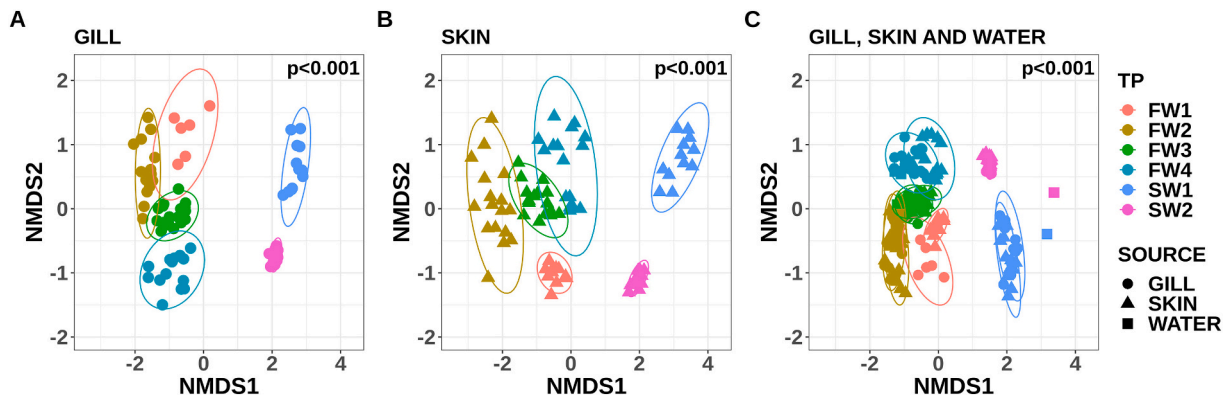 A
GILL
p<0.001
2
1
0
-1
-2
NMDS2
-2
0
2
4
NMDS1
B
SKIN
p<0.001
2
1
0
-1
-2
NMDS2
-2
0
2
4
NMDS1
C
GILL, SKIN AND WATER
p<0.001
2
1
0
-1
-2
NMDS2
-2
0
2
4
NMDS1
TP
FW1
FW2
FW3
FW4
SW1
SW2
SOURCE
GILL
SKIN
WATER